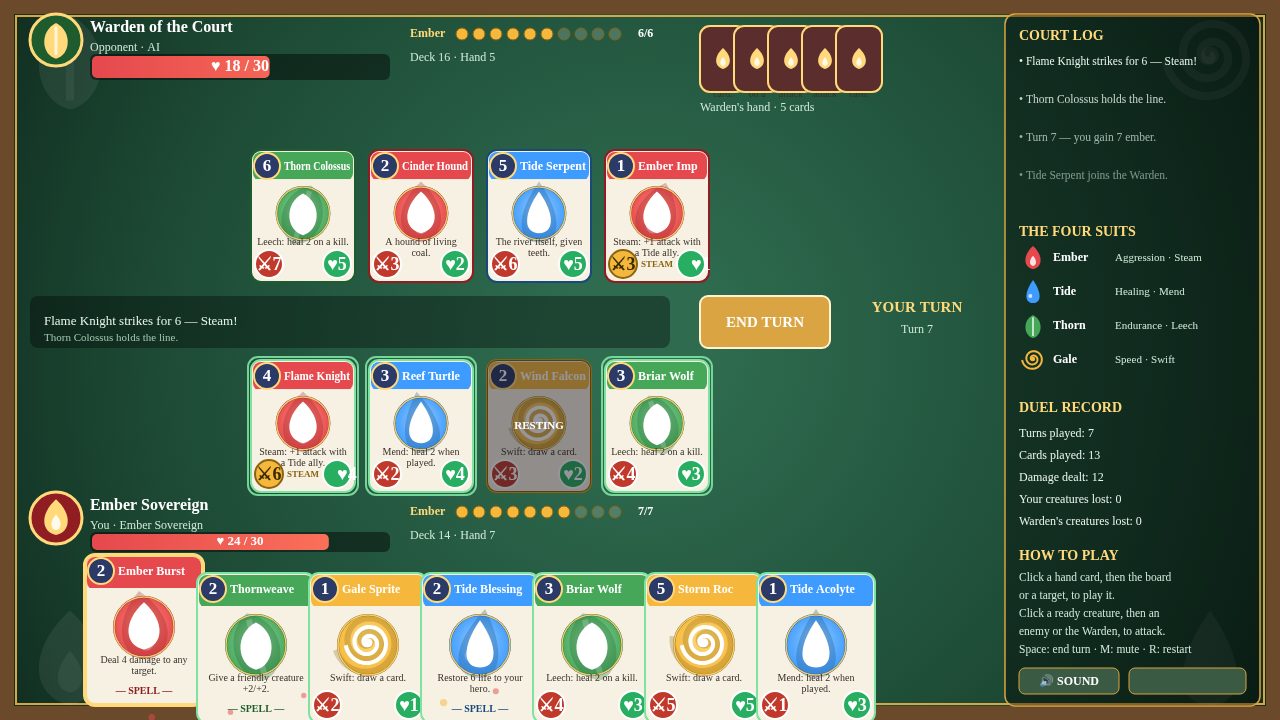 Warden of the Court
Opponent · AI
♥ 18 / 30
Ember
6/6
Deck 16 · Hand 5
Warden's hand · 5 cards
6 Thorn Colossus
Leech: heal 2 on a kill.
⚔7 ♥5
2 Cinder Hound
A hound of living
coal.
⚔3 ♥2
5 Tide Serpent
The river itself, given
teeth.
⚔6 ♥5
1 Ember Imp
Steam: +1 attack with
a Tide ally.
⚔3 STEAM ♥
Flame Knight strikes for 6 — Steam!
Thorn Colossus holds the line.
END TURN
YOUR TURN
Turn 7
4 Flame Knight
Steam: +1 attack with
a Tide ally.
⚔6 STEAM ♥4
3 Reef Turtle
Mend: heal 2 when
played.
⚔2 ♥4
2 Wind Falcon
RESTING
Swift: draw a card.
⚔3 ♥2
3 Briar Wolf
Leech: heal 2 on a kill.
⚔4 ♥3
Ember Sovereign
You · Ember Sovereign
♥ 24 / 30
Ember
7/7
Deck 14 · Hand 7
2 Ember Burst
Deal 4 damage to any
target.
— SPELL —
2 Thornweave
Give a friendly creature
+2/+2.
— SPELL —
1 Gale Sprite
Swift: draw a card.
⚔2 ♥1
2 Tide Blessing
Restore 6 life to your
hero.
— SPELL —
3 Briar Wolf
Leech: heal 2 on a kill.
⚔4 ♥3
5 Storm Roc
Swift: draw a card.
⚔5 ♥5
1 Tide Acolyte
Mend: heal 2 when
played.
⚔1 ♥3
COURT LOG
• Flame Knight strikes for 6 — Steam!
• Thorn Colossus holds the line.
• Turn 7 — you gain 7 ember.
• Tide Serpent joins the Warden.
THE FOUR SUITS
Ember Aggression · Steam
Tide Healing · Mend
Thorn Endurance · Leech
Gale Speed · Swift
DUEL RECORD
Turns played: 7
Cards played: 13
Damage dealt: 12
Your creatures lost: 0
Warden's creatures lost: 0
HOW TO PLAY
Click a hand card, then the board
or a target, to play it.
Click a ready creature, then an
enemy or the Warden, to attack.
Space: end turn · M: mute · R: restart
🔊 SOUND